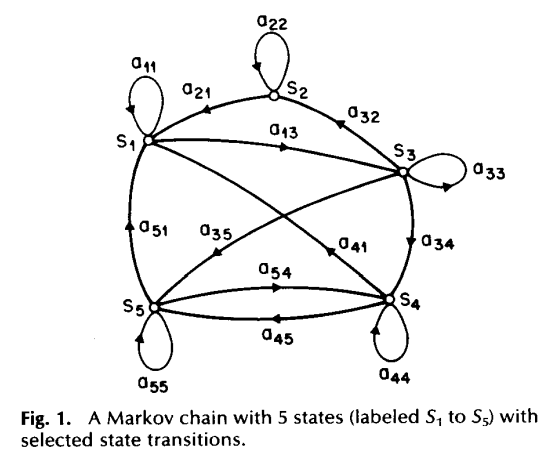 a22
a11
a21
S2
a32
S1
a13
S3
a33
a51
a35
a41
a34
a54
S5
S4
a45
a55
a44
Fig. 1. A Markov chain with 5 states (labeled S1 to S5) with
selected state transitions.